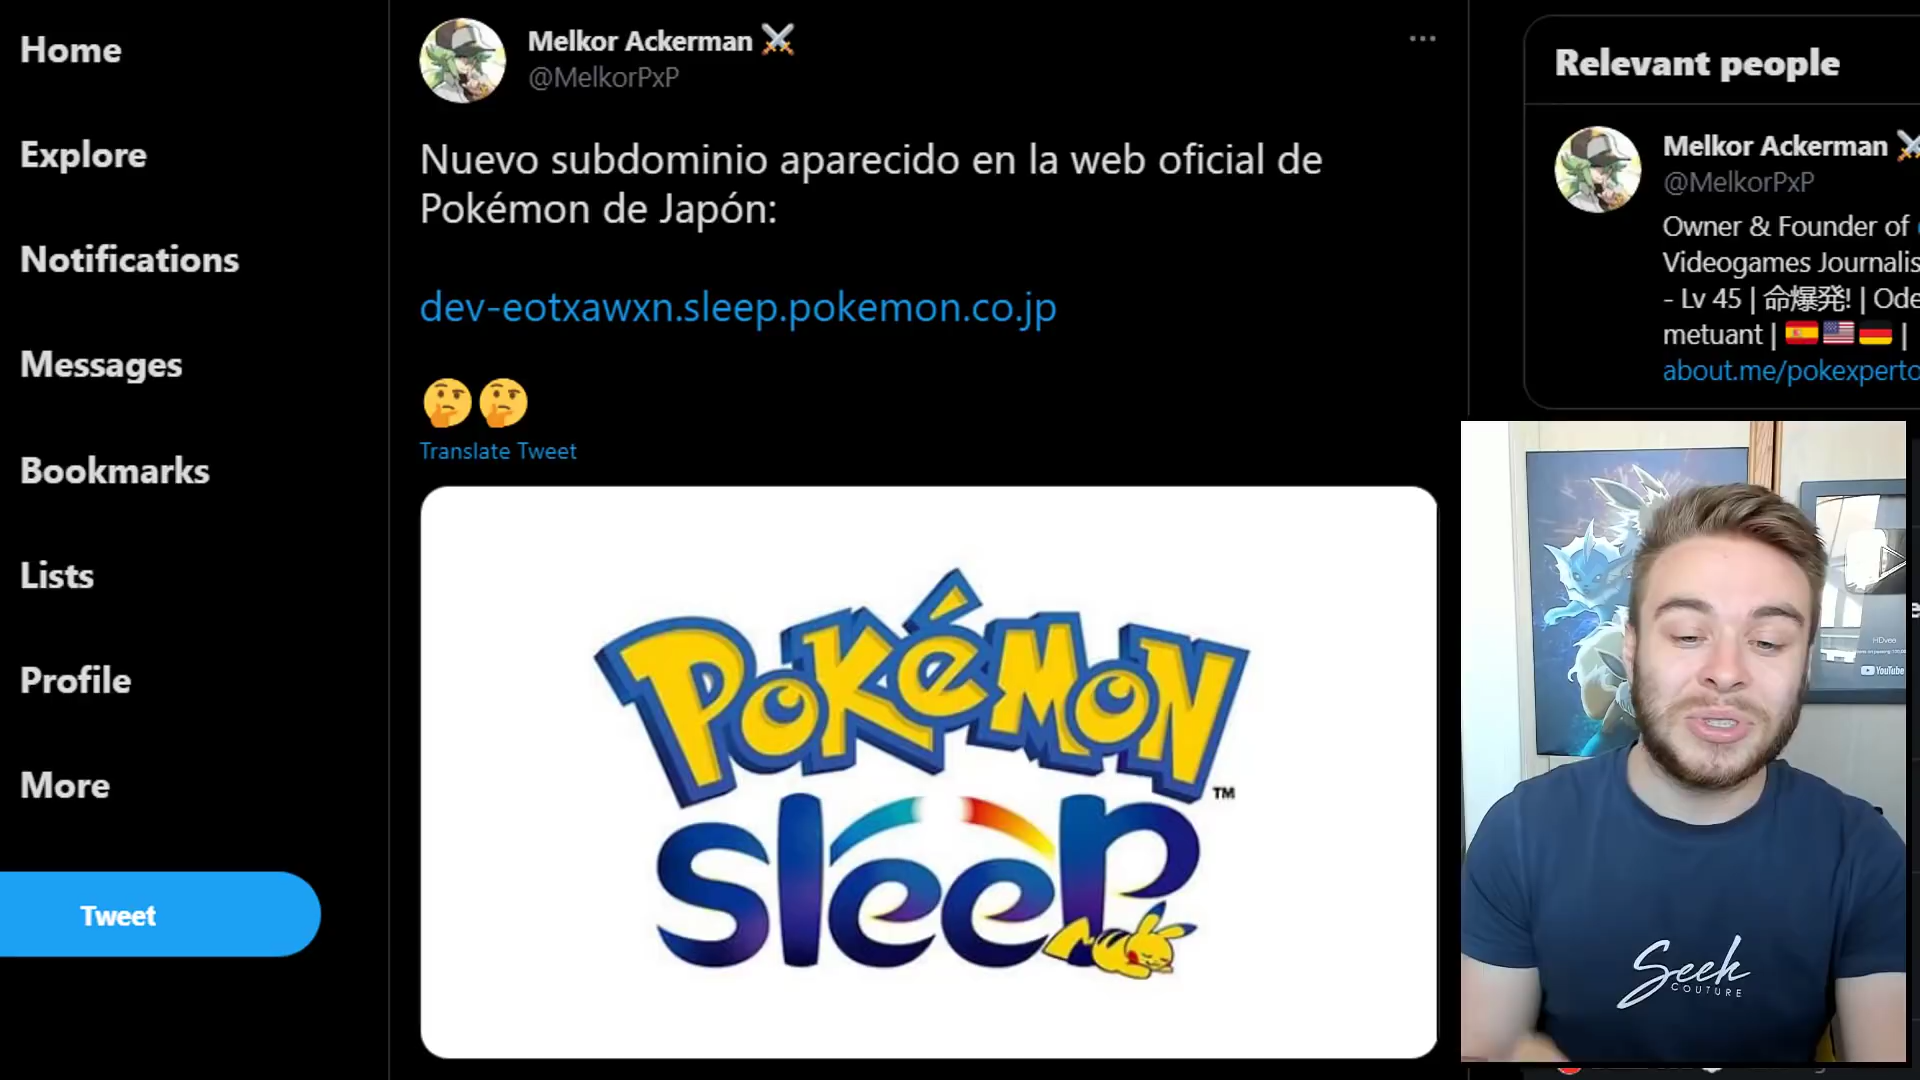 Home
Explore
Notifications
Messages
Bookmarks
Lists
Profile
More
Tweet
Melkor Ackerman
@MelkorPxP
Nuevo subdominio aparecido en la web oficial de
Pokémon de Japón:
dev-eotxawxn.sleep.pokemon.co.jp
Translate Tweet
POKéMON
TM
Sleep
Relevant people
Melkor Ackerman
@MelkorPxP
Owner & Founder of
Videogames Journalis
- Lv 45 | 命爆発! | Ode
metuant | |
about.me/pokexperto
HDvee
YouTube
Seek
COUTURE